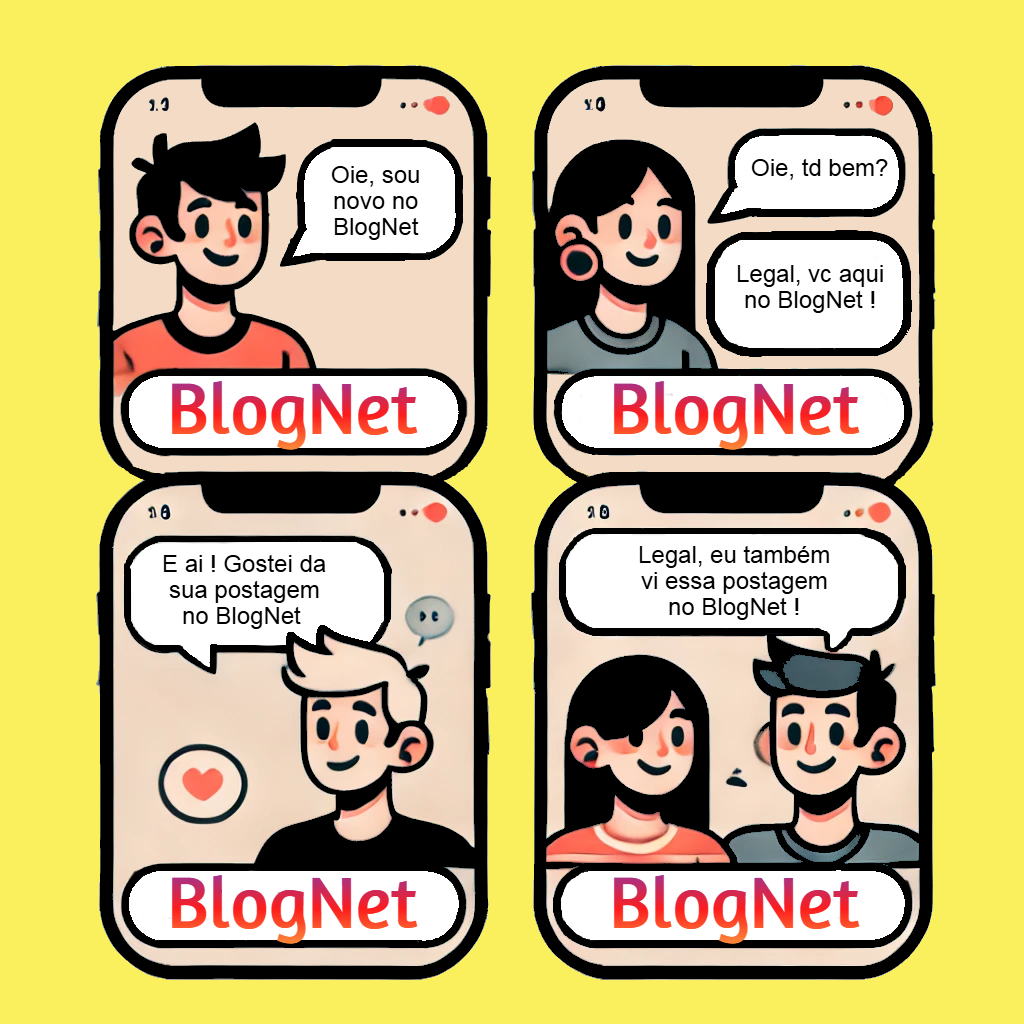 Oie, sou
novo no
BlogNet
BlogNet
Oie, td bem?
Legal, vc aqui
no BlogNet !
BlogNet
E ai ! Gostei da
sua postagem
no BlogNet
BlogNet
Legal, eu também
vi essa postagem
no BlogNet !
BlogNet